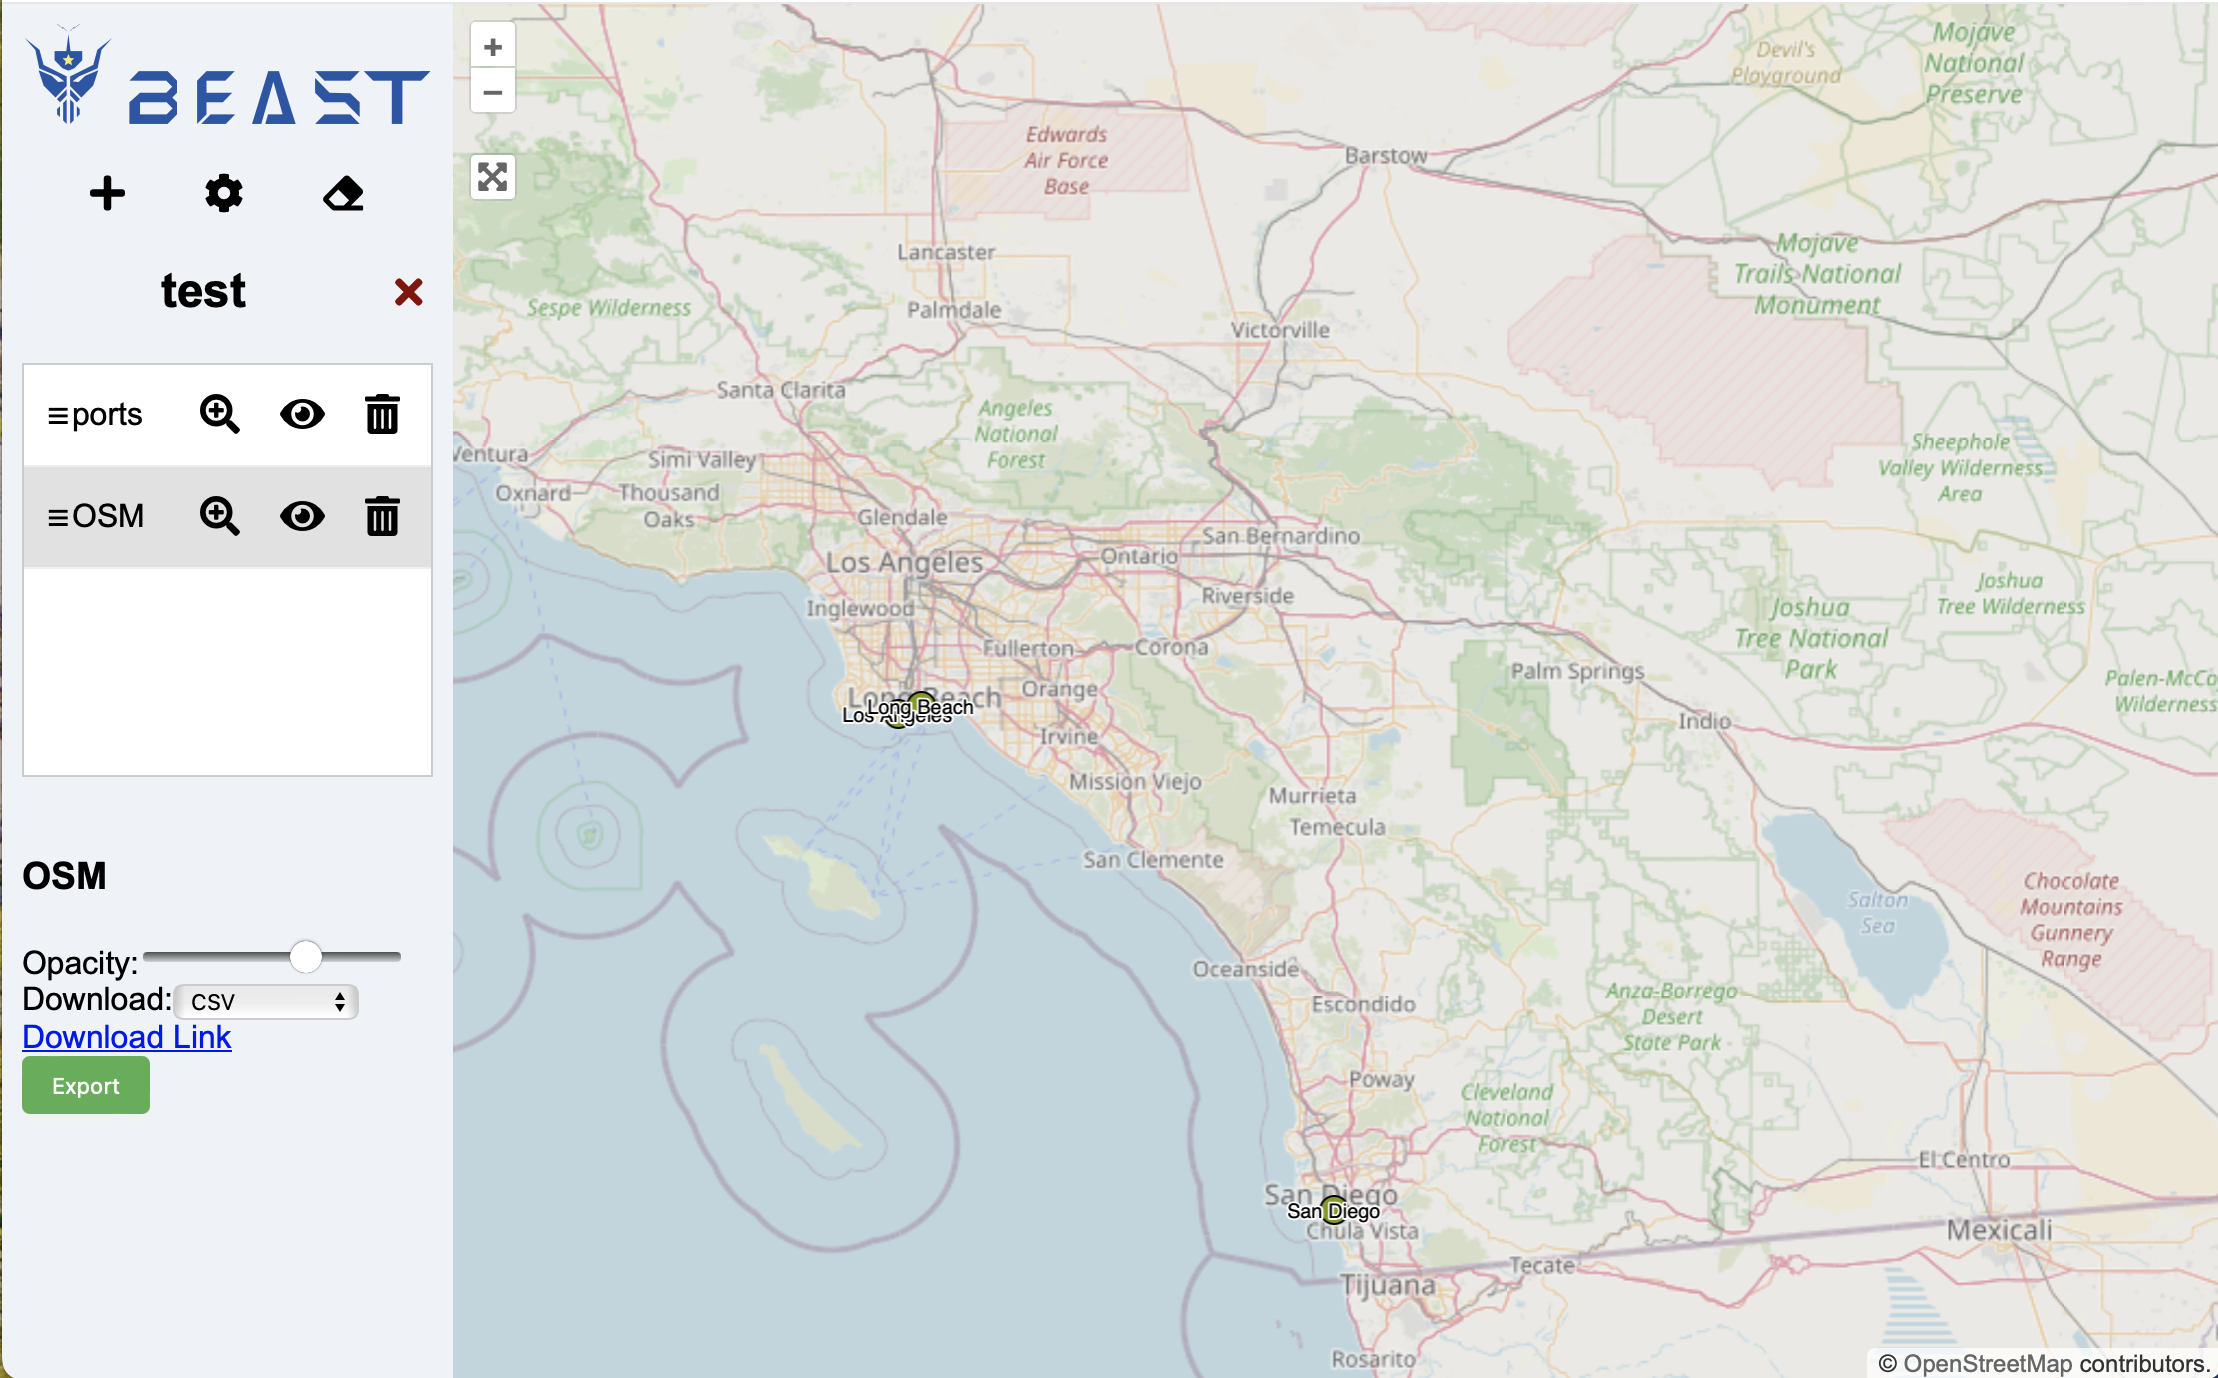 BEAST
test
ports
OSM
OSM
Opacity:
Download: CSV
Download Link
Export
+
−
Devil's
Playground
Mojave
National
Preserve
Edwards
Air Force
Base
Barstow
Lancaster
Mojave
Trails National
Monument
Sespe Wilderness
Palmdale
Victorville
Santa Clarita
Angeles
National
Forest
Ventura
Simi Valley
Sheephole
Valley Wilderness
Area
Oxnard
Thousand
Oaks
Glendale
San Bernardino
Los Angeles
Ontario
Joshua
Tree Wilderness
Inglewood
Riverside
Joshua
Tree National
Park
Fullerton
Corona
Palm Springs
Palen-McCo
Wilderness
Long Beach
Orange
Long Beach
Los Angeles
Indio
Irvine
Mission Viejo
Murrieta
Temecula
San Clemente
Chocolate
Mountains
Gunnery
Range
Salton
Sea
Oceanside
Escondido
Anza-Borrego
Desert
State Park
Poway
Cleveland
National
Forest
El Centro
San Diego
San Diego
Chula Vista
Mexicali
Tecate
Tijuana
Rosarito
© OpenStreetMap contributors.